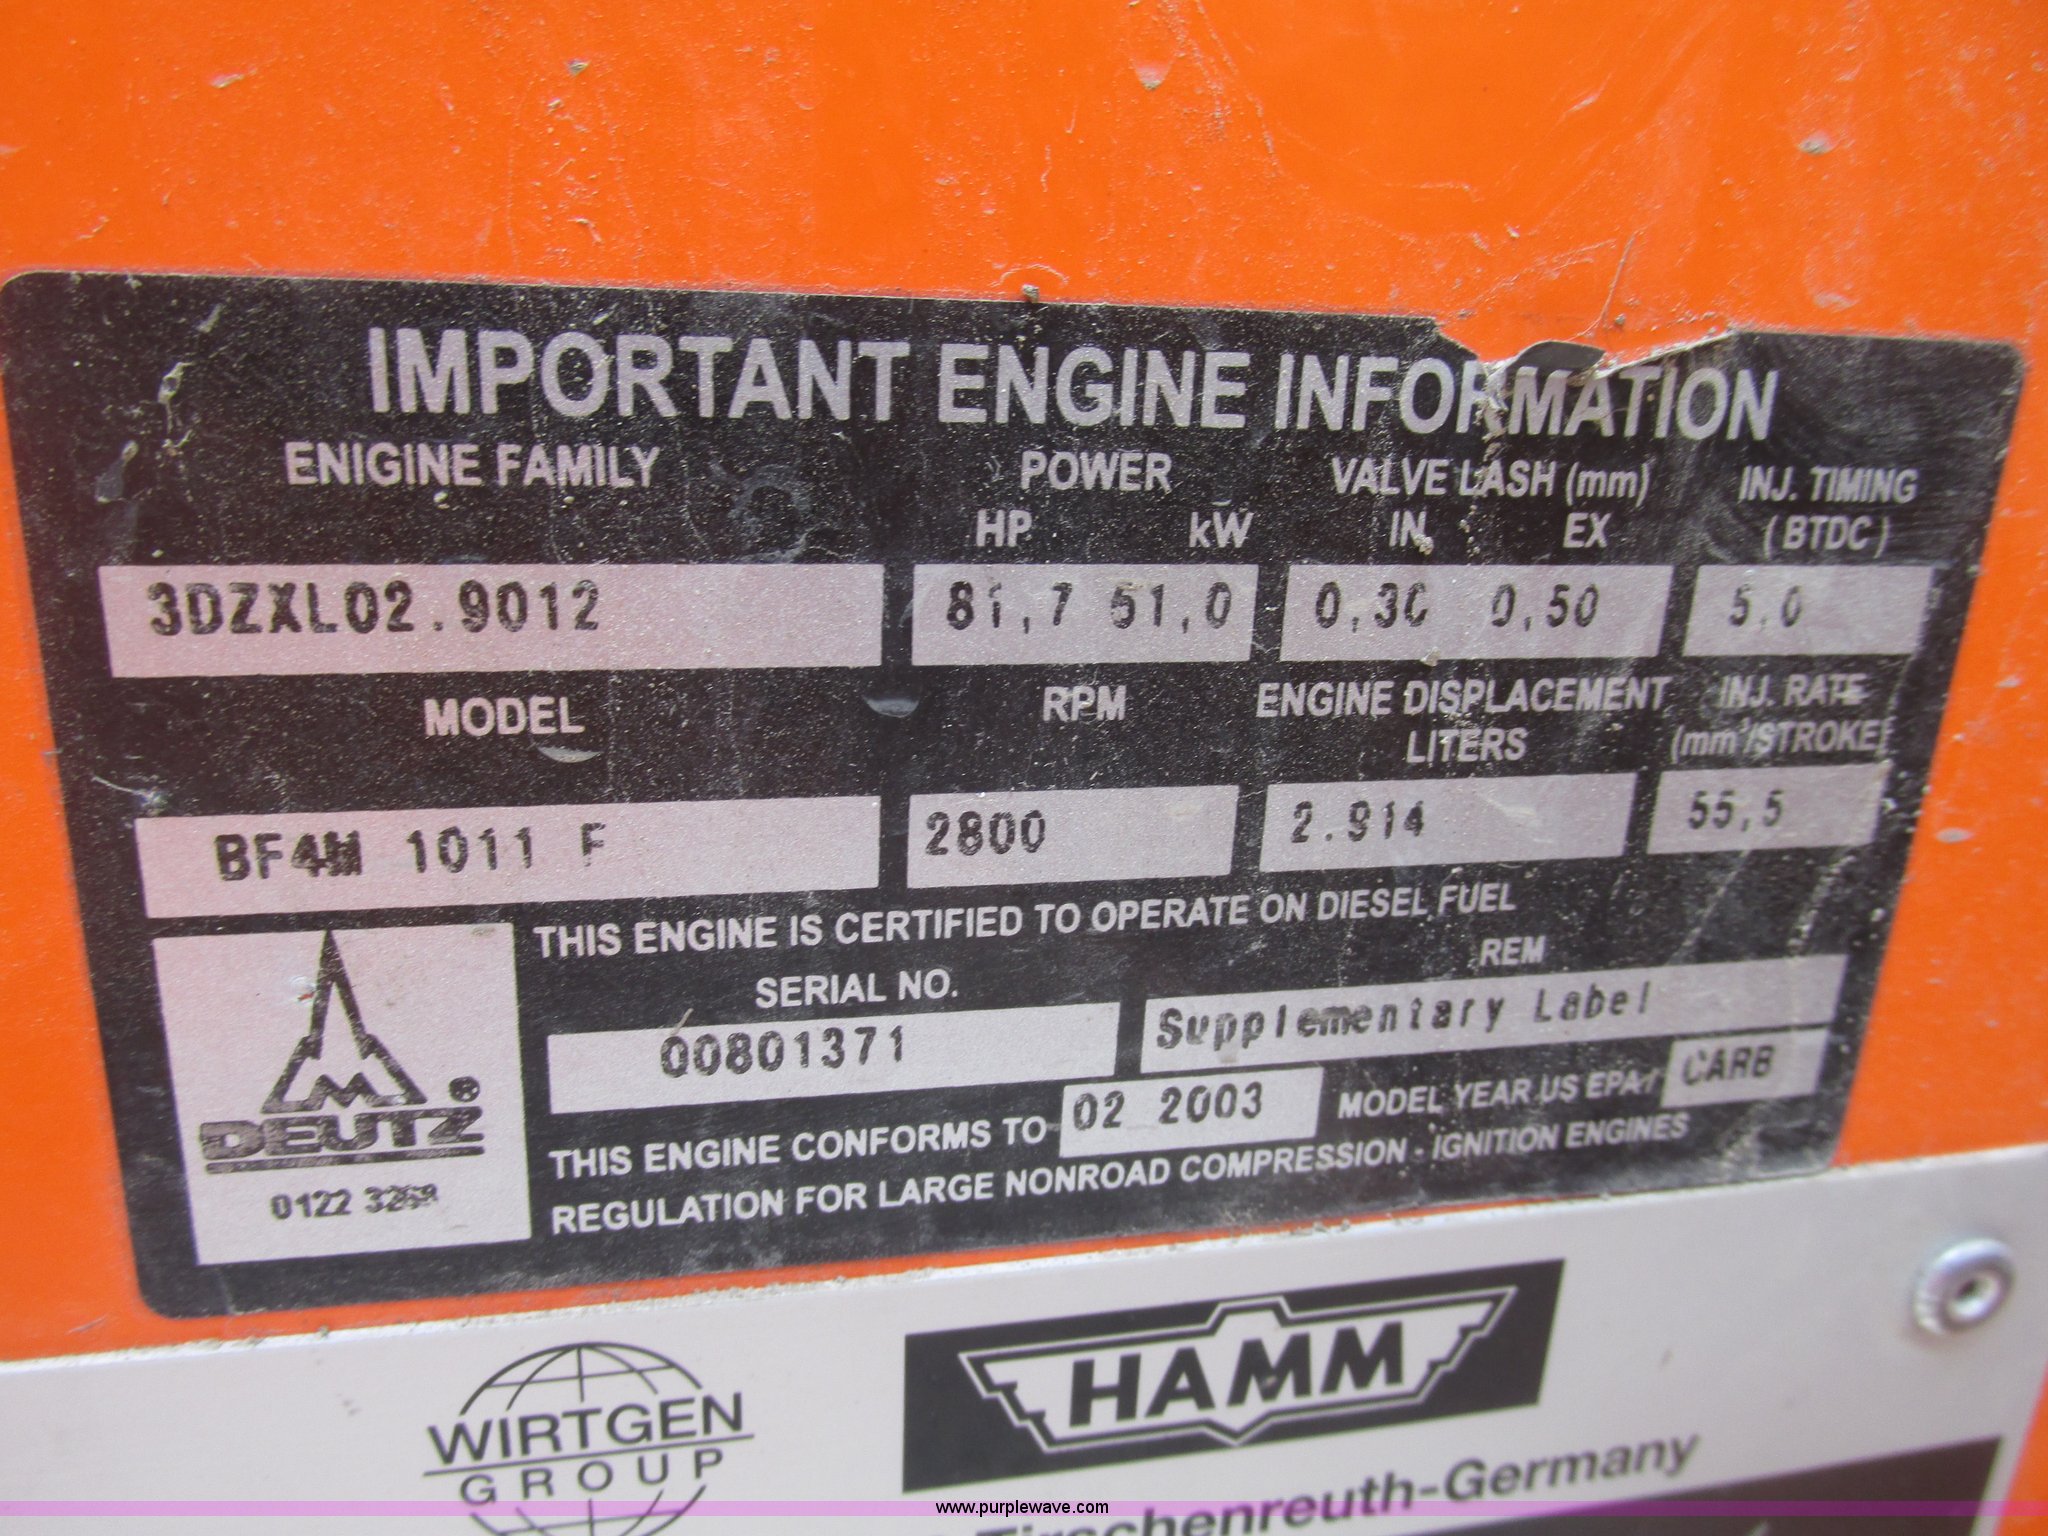 IMPORTANT ENGINE INFORMATION
ENIGINE FAMILY POWER VALVE LASH (mm) INJ. TIMING
HP kW IN. EX (BTDC)
3DZXL02.9012 81,7 61,0 0,30 0,50 5.0
MODEL RPM ENGINE DISPLACEMENT LITERS INJ. RATE (mm³/STROKE)
BF4M 1011 F 2800 2.914 55,5
THIS ENGINE IS CERTIFIED TO OPERATE ON DIESEL FUEL
SERIAL NO. REM
00801371 Supplementary Label
THIS ENGINE CONFORMS TO 02 2003 MODEL YEAR US EPA / CARB
REGULATION FOR LARGE NONROAD COMPRESSION - IGNITION ENGINES
DEUTZ®
0122
WIRTGEN
GROUP
HAMM
Tirschenreuth-Germany
www.purplewave.com